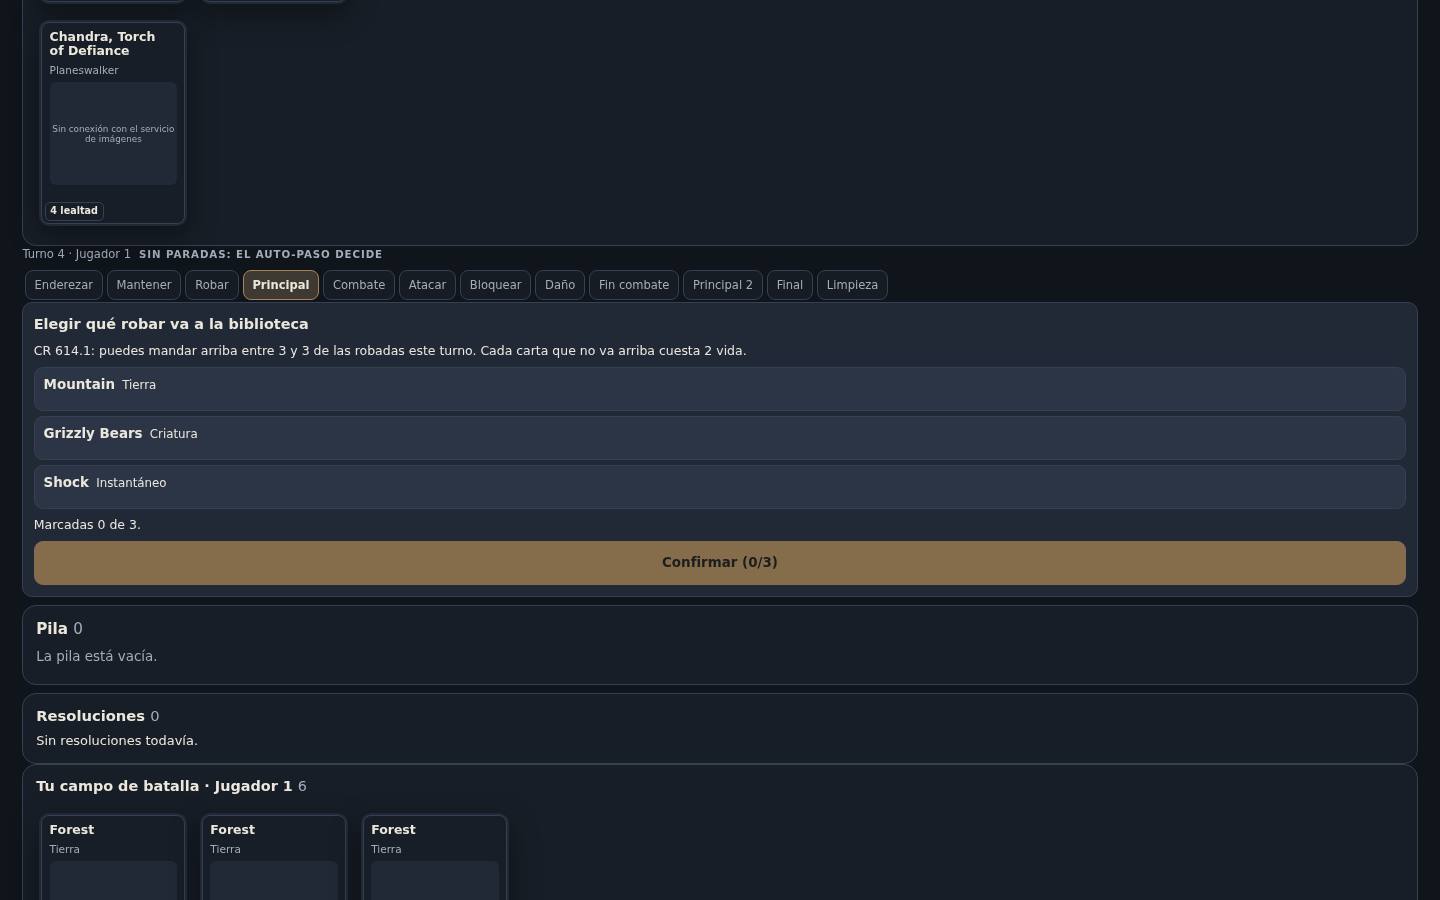 Chandra, Torch
of Defiance
Planeswalker
Sin conexión con el servicio
de imágenes
4 lealtad
Turno 4 · Jugador 1 SIN PARADAS: EL AUTO-PASO DECIDE
Enderezar Mantener Robar Principal Combate Atacar Bloquear Daño Fin combate Principal 2 Final Limpieza
Elegir qué robar va a la biblioteca
CR 614.1: puedes mandar arriba entre 3 y 3 de las robadas este turno. Cada carta que no va arriba cuesta 2 vida.
Mountain Tierra
Grizzly Bears Criatura
Shock Instantáneo
Marcadas 0 de 3.
Confirmar (0/3)
Pila 0
La pila está vacía.
Resoluciones 0
Sin resoluciones todavía.
Tu campo de batalla · Jugador 1 6
Forest Forest Forest
Tierra Tierra Tierra